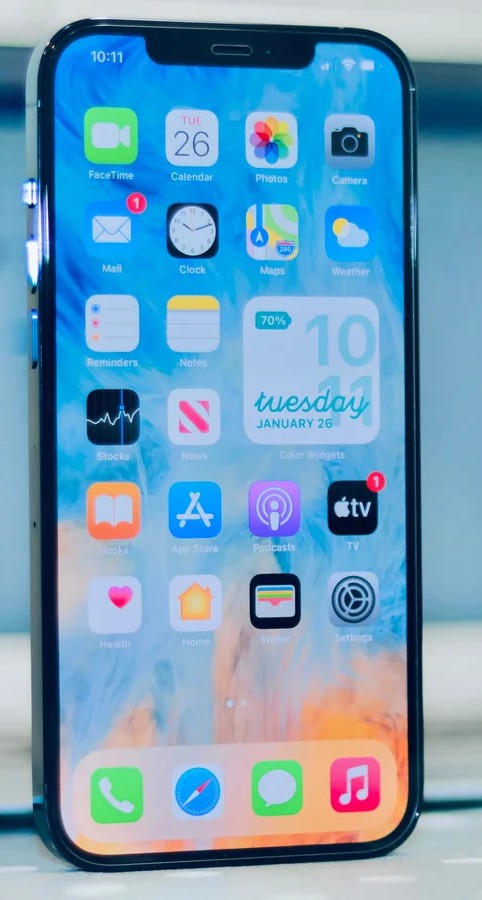 10:11
TUE
26
FaceTime
Calendar
Photos
Camera
1
Mail
Clock
Maps
280
Weather
Reminders
Notes
70%
10
11
tuesday
JANUARY 26
Color Widgets
Stocks
News
Books
App Store
Podcasts
1
tv
TV
Health
Home
Wallet
Settings